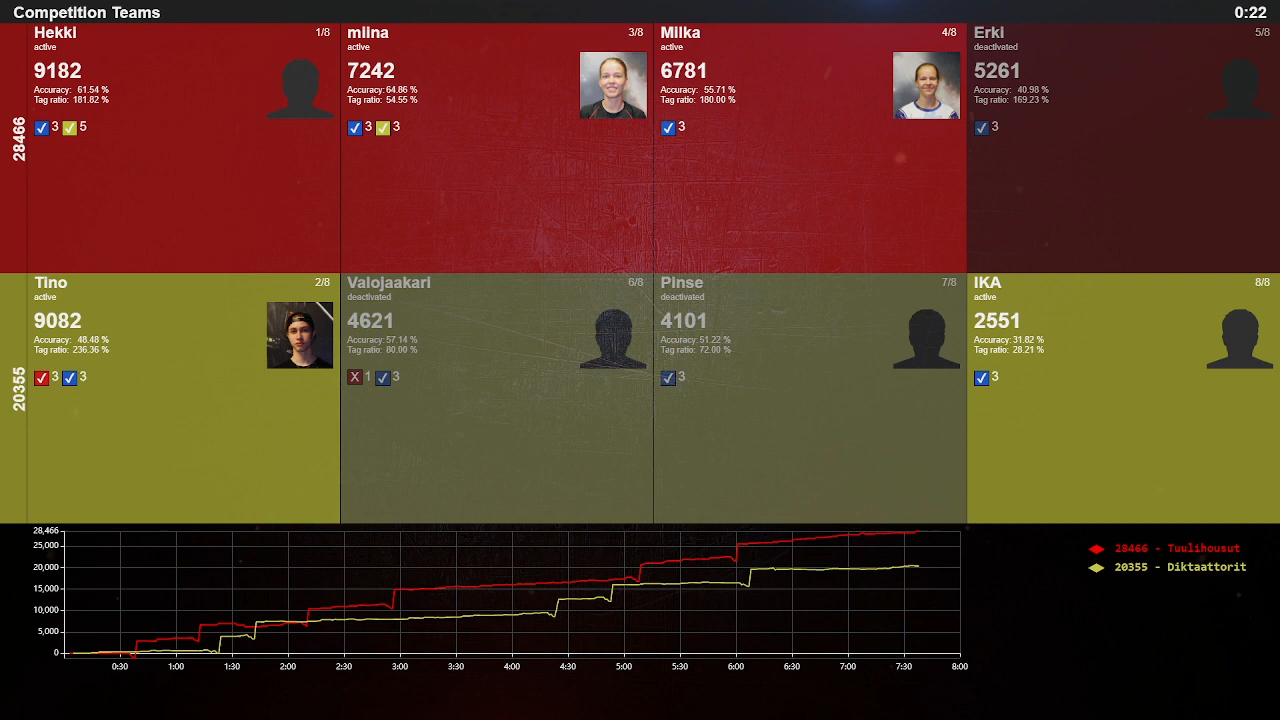 Competition Teams
0:22
28466
Hekki
1/8
active
9182
Accuracy: 61.54 %
Tag ratio: 181.82 %
3 5
miina
3/8
active
7242
Accuracy: 64.86 %
Tag ratio: 54.55 %
3 3
Milka
4/8
active
6781
Accuracy: 55.71 %
Tag ratio: 180.00 %
3
Erki
5/8
deactivated
5261
Accuracy: 40.98 %
Tag ratio: 169.23 %
3
20355
Tino
2/8
active
9082
Accuracy: 48.48 %
Tag ratio: 236.36 %
3 3
Valojaakari
6/8
deactivated
4621
Accuracy: 57.14 %
Tag ratio: 80.00 %
X 1 3
Pinse
7/8
deactivated
4101
Accuracy: 51.22 %
Tag ratio: 72.00 %
3
IKA
8/8
active
2551
Accuracy: 31.82 %
Tag ratio: 28.21 %
3
28,466
25,000
20,000
15,000
10,000
5,000
0
0:30 1:00 1:30 2:00 2:30 3:00 3:30 4:00 4:30 5:00 5:30 6:00 6:30 7:00 7:30 8:00
28466 - Tuulihousut
20355 - Diktaattorit